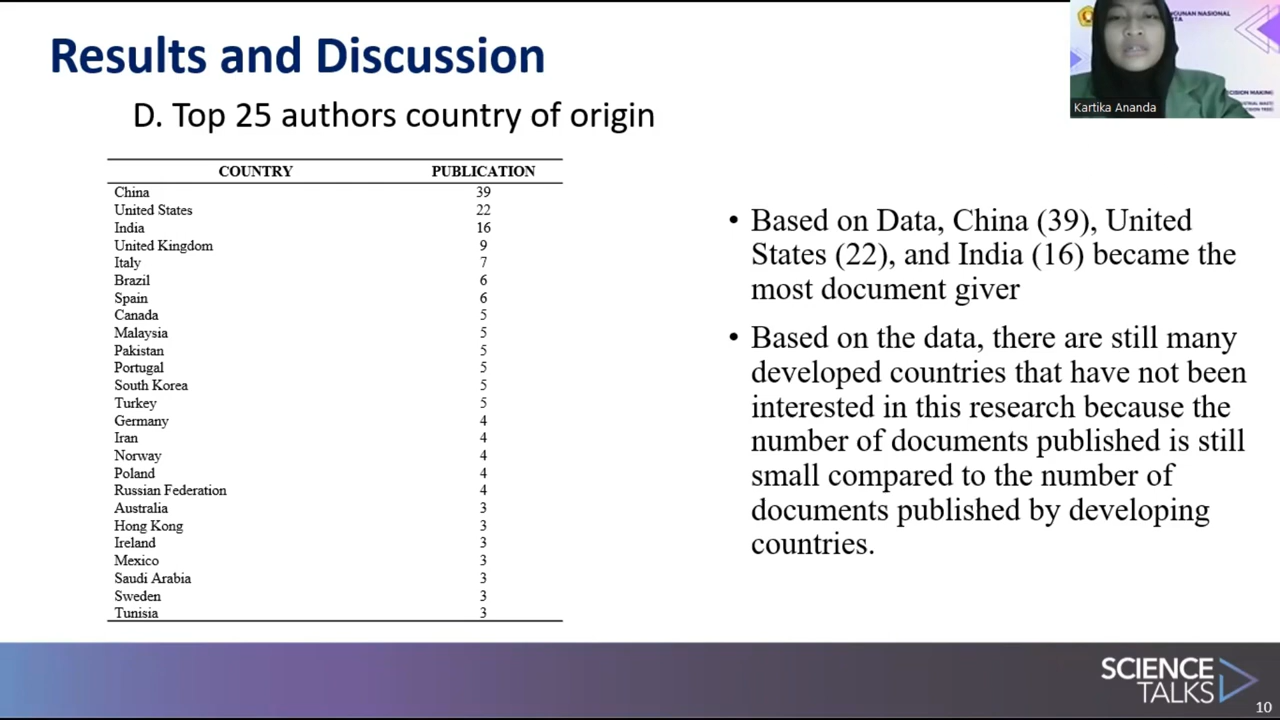 Results and Discussion
D. Top 25 authors country of origin
COUNTRY PUBLICATION
China 39
United States 22
India 16
United Kingdom 9
Italy 7
Brazil 6
Spain 6
Canada 5
Malaysia 5
Pakistan 5
Portugal 5
South Korea 5
Turkey 5
Germany 4
Iran 4
Norway 4
Poland 4
Russian Federation 4
Australia 3
Hong Kong 3
Ireland 3
Mexico 3
Saudi Arabia 3
Sweden 3
Tunisia 3
• Based on Data, China (39), United
States (22), and India (16) became the
most document giver
• Based on the data, there are still many
developed countries that have not been
interested in this research because the
number of documents published is still
small compared to the number of
documents published by developing
countries.
NASIONAL
MAKING
Kartika Ananda
SCIENCE
TALKS
10